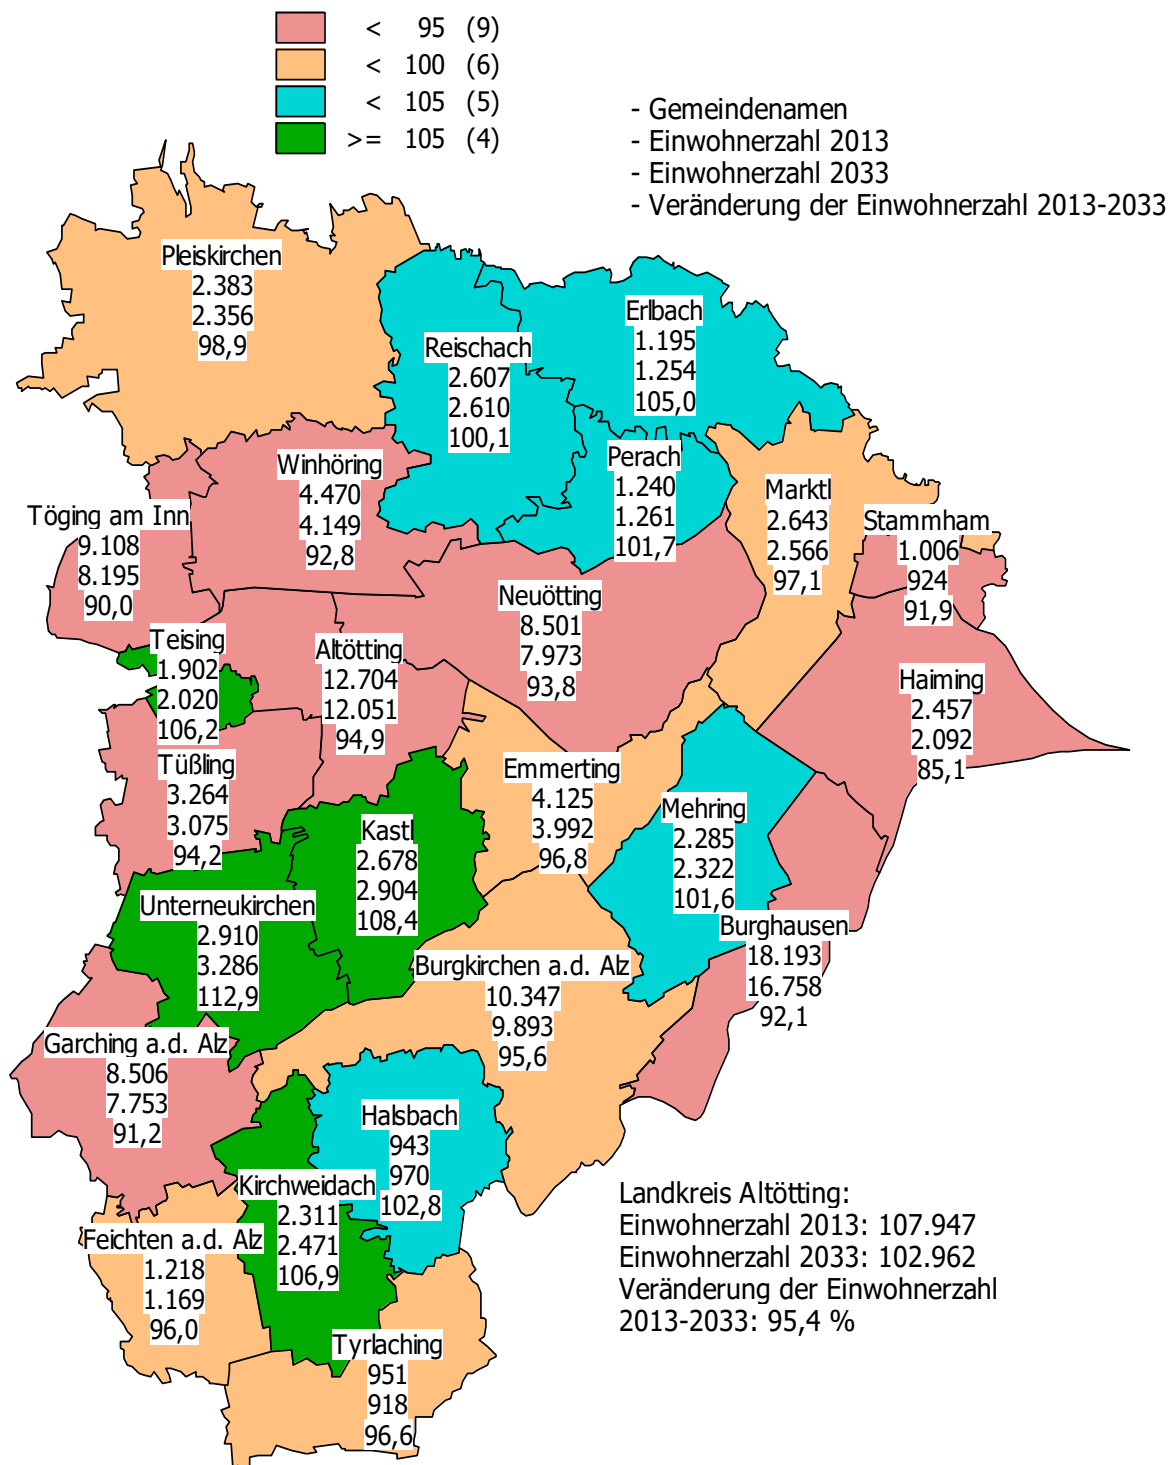 < 95 (9)
< 100 (6)
< 105 (5)
>= 105 (4)
- Gemeindenamen
- Einwohnerzahl 2013
- Einwohnerzahl 2033
- Veränderung der Einwohnerzahl 2013-2033
Pleiskirchen
2.383
2.356
98,9
Reischach
2.607
2.610
100,1
Erlbach
1.195
1.254
105,0
Winhöring
4.470
4.149
92,8
Perach
1.240
1.261
101,7
Marktl
2.643
2.566
97,1
Töging am Inn
9.108
8.195
90,0
Stammham
1.006
924
91,9
Neuötting
8.501
7.973
93,8
Teising
1.902
2.020
106,2
Altötting
12.704
12.051
94,9
Haiming
2.457
2.092
85,1
Tüßling
3.264
3.075
94,2
Emmerting
4.125
3.992
96,8
Mehring
2.285
2.322
101,6
Kastl
2.678
2.904
108,4
Unterneukirchen
2.910
3.286
112,9
Burghausen
18.193
16.758
92,1
Burgkirchen a.d. Alz
10.347
9.893
95,6
Garching a.d. Alz
8.506
7.753
91,2
Halsbach
943
970
102,8
Kirchweidach
2.311
2.471
106,9
Feichten a.d. Alz
1.218
1.169
96,0
Tyrlaching
951
918
96,6
Landkreis Altötting:
Einwohnerzahl 2013: 107.947
Einwohnerzahl 2033: 102.962
Veränderung der Einwohnerzahl
2013-2033: 95,4 %